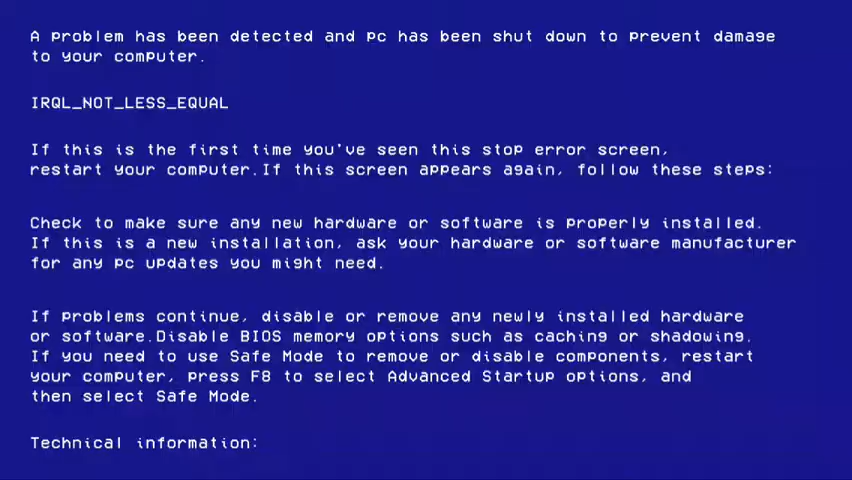 A problem has been detected and pc has been shut down to prevent damage
to your computer.
IRQL_NOT_LESS_EQUAL
If this is the first time you've seen this stop error screen,
restart your computer.If this screen appears again, follow these steps:
Check to make sure any new hardware or software is properly installed.
If this is a new installation, ask your hardware or software manufacturer
for any pc updates you might need.
If problems continue, disable or remove any newly installed hardware
or software.Disable BIOS memory options such as caching or shadowing.
If you need to use Safe Mode to remove or disable components, restart
your computer, press F8 to select Advanced Startup options, and
then select Safe Mode.
Technical information: